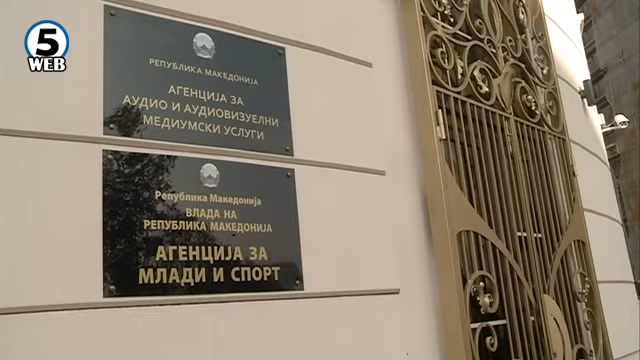 5
WEB
РЕПУБЛИКА МАКЕДОНИЈА
АГЕНЦИЈА ЗА
АУДИО И АУДИОВИЗУЕЛНИ
МЕДИУМСКИ УСЛУГИ
Република Македонија
ВЛАДА НА
РЕПУБЛИКА МАКЕДОНИЈА
АГЕНЦИЈА ЗА
МЛАДИ И СПОРТ